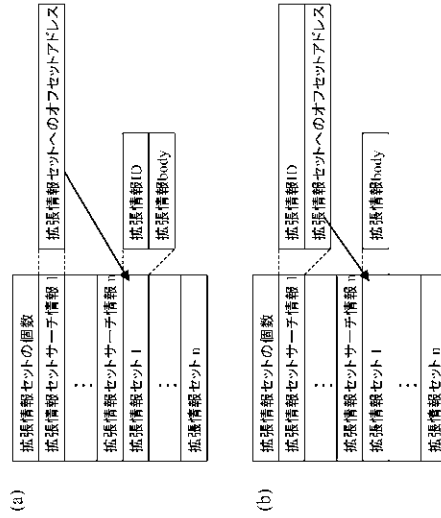 (a)
拡張情報セットの個数
拡張情報セットサーチ情報 1
⋮
拡張情報セットサーチ情報 n
拡張情報セット 1
⋮
拡張情報セット n
拡張情報セットへのオフセットアドレス
拡張情報ID
拡張情報body
(b)
拡張情報セットの個数
拡張情報セットサーチ情報 1
⋮
拡張情報セットサーチ情報 n
拡張情報セット 1
⋮
拡張情報セット n
拡張情報ID
拡張情報セットへのオフセットアドレス
拡張情報body